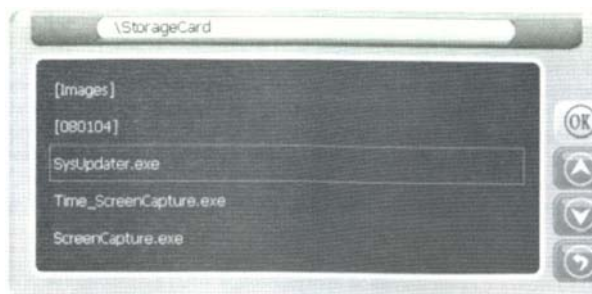 \StorageCard
[Images]
[080104]
SysUpdater.exe
OK
Time_ScreenCapture.exe
ScreenCapture.exe